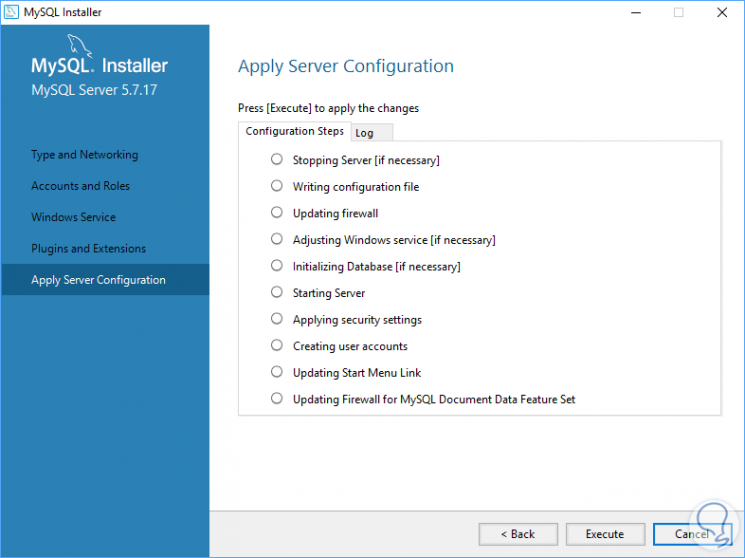 MySQL Installer
MySQL. Installer
MySQL Server 5.7.17
Type and Networking
Accounts and Roles
Windows Service
Plugins and Extensions
Apply Server Configuration
Apply Server Configuration
Press [Execute] to apply the changes
Configuration Steps Log
Stopping Server [if necessary]
Writing configuration file
Updating firewall
Adjusting Windows service [if necessary]
Initializing Database [if necessary]
Starting Server
Applying security settings
Creating user accounts
Updating Start Menu Link
Updating Firewall for MySQL Document Data Feature Set
< Back Execute Cancel